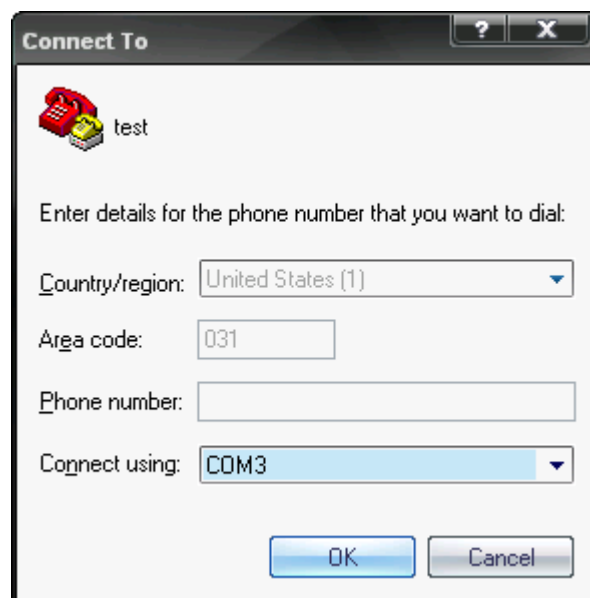 Connect To
?
X
test
Enter details for the phone number that you want to dial:
Country/region: United States (1)
Area code: 031
Phone number:
Connect using: COM3
OK Cancel